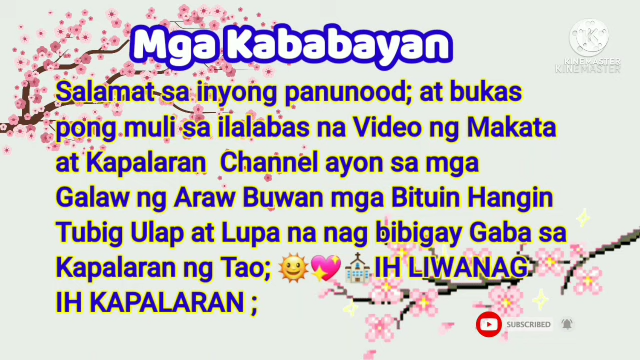 Mga Kababayan
K
KINEMASTER
KINEMASTER
Salamat sa inyong panunood; at bukas
pong muli sa ilalabas na Video ng Makata
at Kapalaran Channel ayon sa mga
Galaw ng Araw Buwan mga Bituin Hangin
Tubig Ulap at Lupa na nag bibigay Gaba sa
Kapalaran ng Tao; 🌞💖⛪IH LIWANAG
IH KAPALARAN ;
SUBSCRIBED